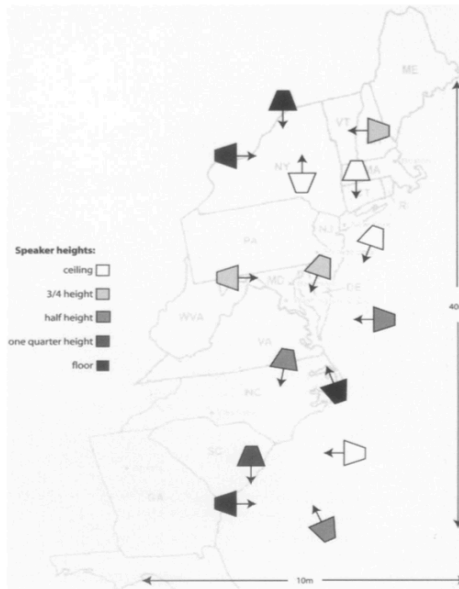 ME
VT
NY
PA
NJ
MD
DE
WVA
VA
NC
SC
GA
Speaker heights:
ceiling
3/4 height
half height
one quarter height
floor
10m